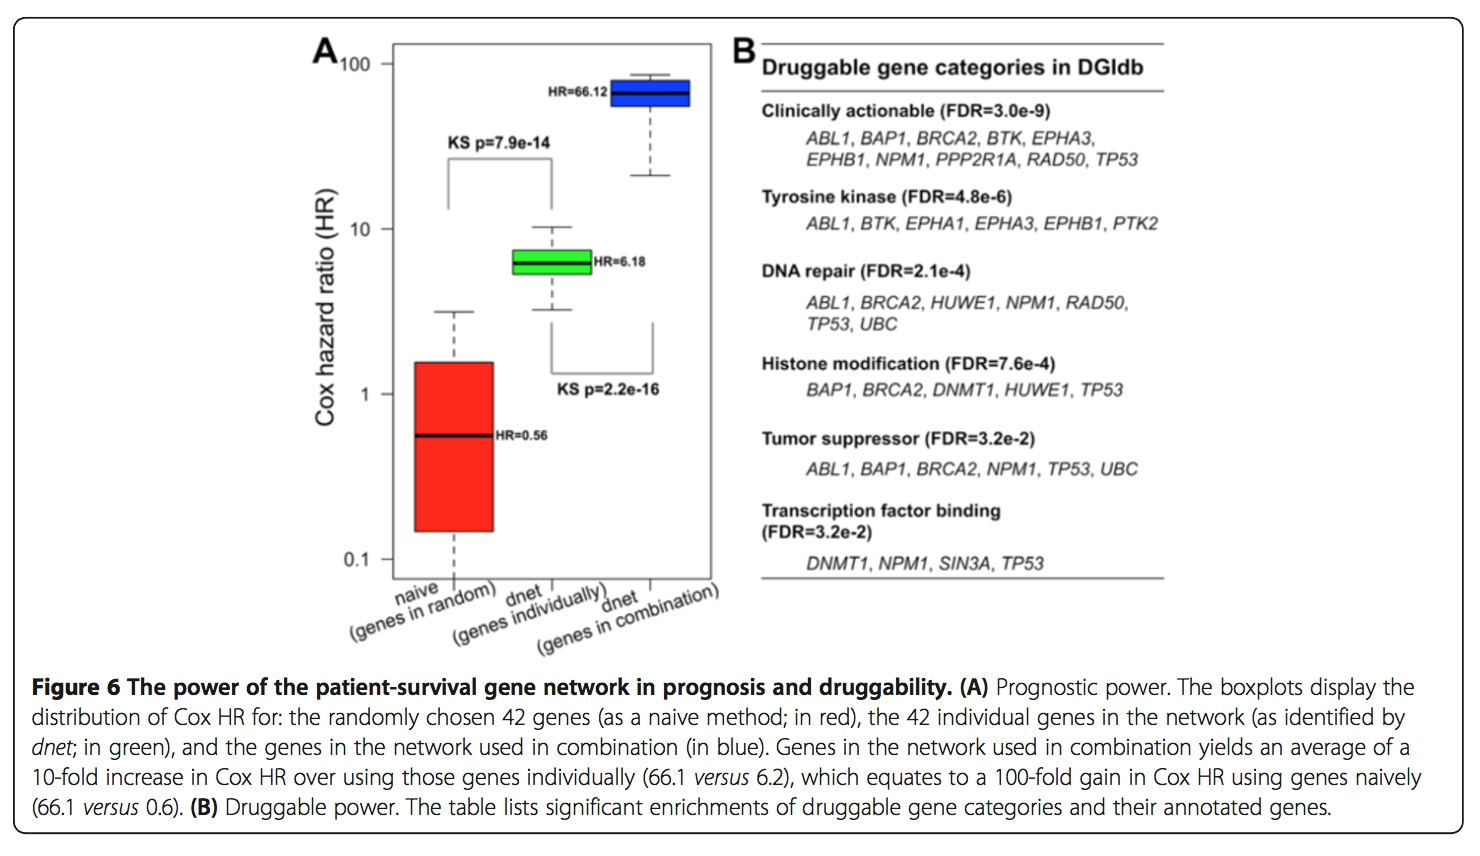 A
B
100
10
1
0.1
Cox hazard ratio (HR)
HR=66.12
KS p=7.9e-14
HR=6.18
KS p=2.2e-16
HR=0.56
naive
(genes in random)
dnet
(genes individually)
dnet
(genes in combination)
Druggable gene categories in DGIdb
Clinically actionable (FDR=3.0e-9)
ABL1, BAP1, BRCA2, BTK, EPHA3,
EPHB1, NPM1, PPP2R1A, RAD50, TP53
Tyrosine kinase (FDR=4.8e-6)
ABL1, BTK, EPHA1, EPHA3, EPHB1, PTK2
DNA repair (FDR=2.1e-4)
ABL1, BRCA2, HUWE1, NPM1, RAD50,
TP53, UBC
Histone modification (FDR=7.6e-4)
BAP1, BRCA2, DNMT1, HUWE1, TP53
Tumor suppressor (FDR=3.2e-2)
ABL1, BAP1, BRCA2, NPM1, TP53, UBC
Transcription factor binding
(FDR=3.2e-2)
DNMT1, NPM1, SIN3A, TP53
Figure 6 The power of the patient-survival gene network in prognosis and druggability. (A) Prognostic power. The boxplots display the
distribution of Cox HR for: the randomly chosen 42 genes (as a naive method; in red), the 42 individual genes in the network (as identified by
dnet; in green), and the genes in the network used in combination (in blue). Genes in the network used in combination yields an average of a
10-fold increase in Cox HR over using those genes individually (66.1 versus 6.2), which equates to a 100-fold gain in Cox HR using genes naively
(66.1 versus 0.6). (B) Druggable power. The table lists significant enrichments of druggable gene categories and their annotated genes.